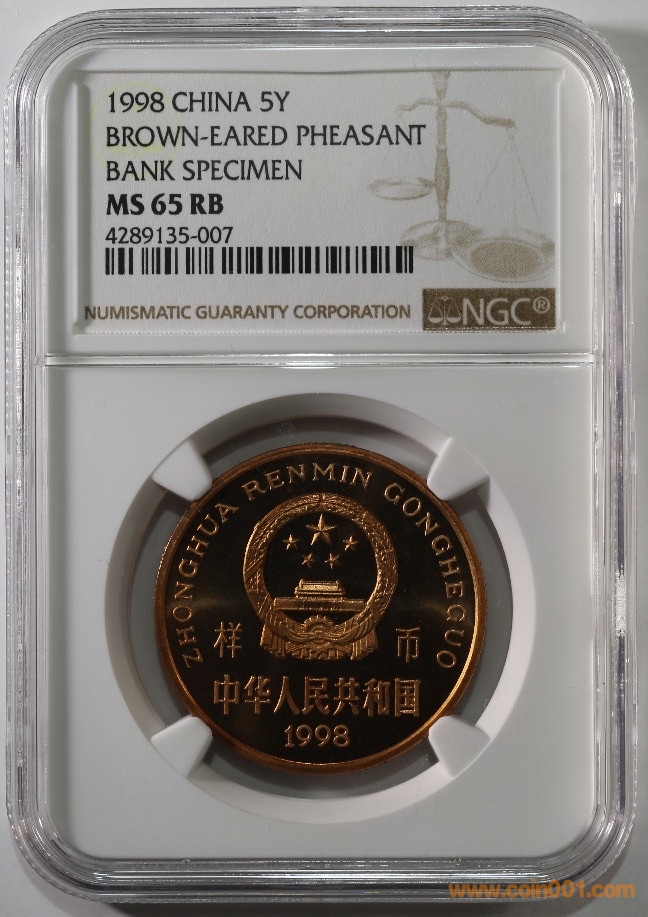 1998 CHINA 5Y
BROWN-EARED PHEASANT
BANK SPECIMEN
MS 65 RB
4289135-007
NUMISMATIC GUARANTY CORPORATION
NGC®
ZHONGHUA RENMIN GONGHEGUO
样 币
中华人民共和国
1998
www.coin001.com